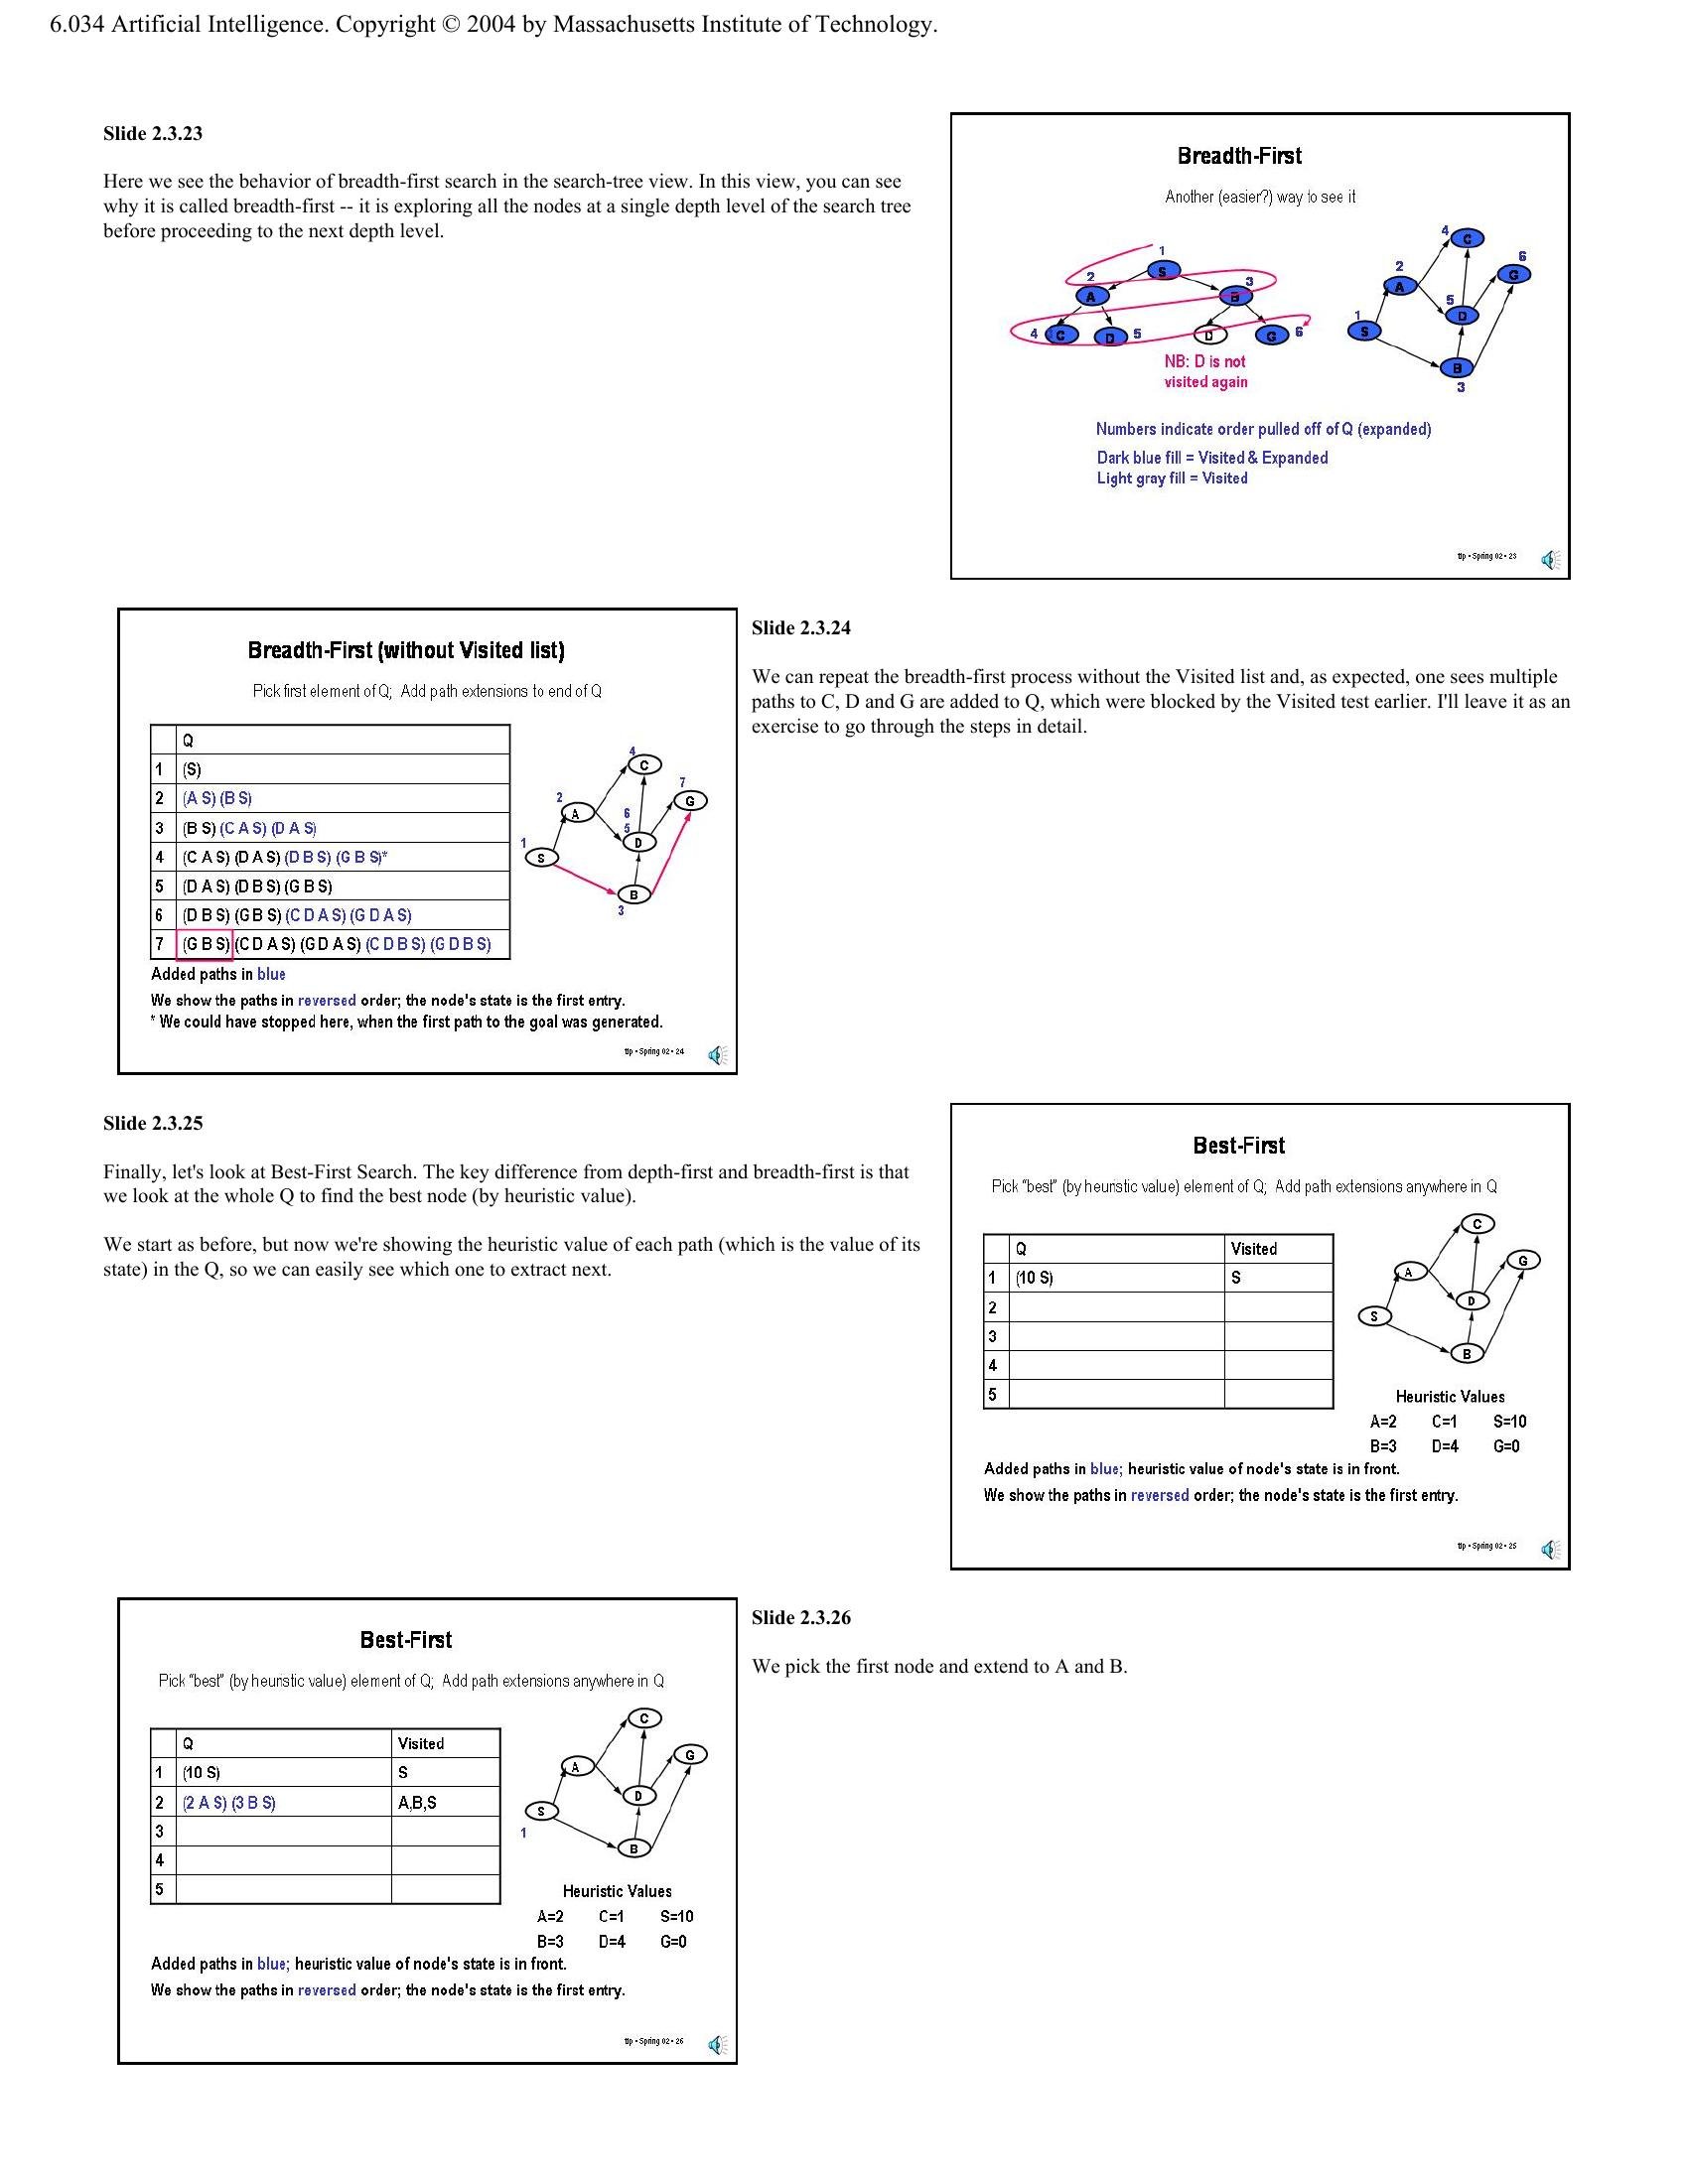 6.034 Artificial Intelligence. Copyright © 2004 by Massachusetts Institute of Technology.
Slide 2.3.23
Here we see the behavior of breadth-first search in the search-tree view. In this view, you can see
why it is called breadth-first -- it is exploring all the nodes at a single depth level of the search tree
before proceeding to the next depth level.
Breadth-First
Another (easier?) way to see it
1
S
2
A
3
B
4 C
D 5
D
G 6
NB: D is not
visited again
4
C
6
G
2
A
5
D
1
S
B
3
Numbers indicate order pulled off of Q (expanded)
Dark blue fill = Visited & Expanded
Light gray fill = Visited
tlp • Spring 02 • 23
Breadth-First (without Visited list)
Pick first element of Q; Add path extensions to end of Q
Q
1 (S)
2 (A S) (B S)
3 (B S) (C A S) (D A S)
4 (C A S) (D A S) (D B S) (G B S)*
5 (D A S) (D B S) (G B S)
6 (D B S) (G B S) (C D A S) (G D A S)
7 (G B S) (C D A S) (G D A S) (C D B S) (G D B S)
4
C
7
G
2
A
6
5
D
1
S
B
3
Added paths in blue
We show the paths in reversed order; the node's state is the first entry.
* We could have stopped here, when the first path to the goal was generated.
tlp • Spring 02 • 24
Slide 2.3.24
We can repeat the breadth-first process without the Visited list and, as expected, one sees multiple
paths to C, D and G are added to Q, which were blocked by the Visited test earlier. I'll leave it as an
exercise to go through the steps in detail.
Slide 2.3.25
Finally, let's look at Best-First Search. The key difference from depth-first and breadth-first is that
we look at the whole Q to find the best node (by heuristic value).
We start as before, but now we're showing the heuristic value of each path (which is the value of its
state) in the Q, so we can easily see which one to extract next.
Best-First
Pick "best" (by heuristic value) element of Q; Add path extensions anywhere in Q
Q Visited
1 (10 S) S
2
3
4
5
C
G
A
D
S
B
Heuristic Values
A=2 C=1 S=10
B=3 D=4 G=0
Added paths in blue; heuristic value of node's state is in front.
We show the paths in reversed order; the node's state is the first entry.
tlp • Spring 02 • 25
Best-First
Pick "best" (by heuristic value) element of Q; Add path extensions anywhere in Q
Q Visited
1 (10 S) S
2 (2 A S) (3 B S) A,B,S
3
4
5
C
G
A
D
S
1
B
Heuristic Values
A=2 C=1 S=10
B=3 D=4 G=0
Added paths in blue; heuristic value of node's state is in front.
We show the paths in reversed order; the node's state is the first entry.
tlp • Spring 02 • 26
Slide 2.3.26
We pick the first node and extend to A and B.